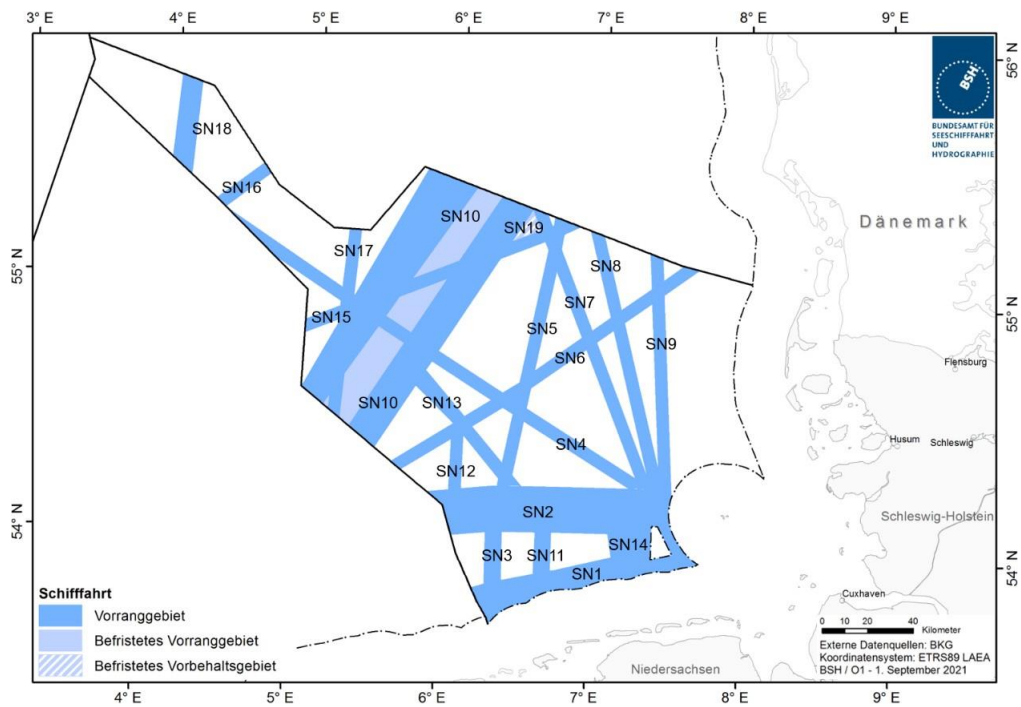 3° E 4° E 5° E 6° E 7° E 8° E 9° E
56° N
BSH
BUNDESAMT FÜR
SEESCHIFFFAHRT
UND
HYDROGRAPHIE
SN18
SN16
SN10
SN19
Dänemark
SN17
SN8
55° N
SN7
SN15
SN5
55° N
SN9
SN6
Flensburg
SN10
SN13
SN4
Husum
Schleswig
SN12
SN2
Schleswig-Holstein
54° N
SN3
SN11
SN14
SN1
54° N
Schifffahrt
Vorranggebiet
Befristetes Vorranggebiet
Befristetes Vorbehaltsgebiet
Cuxhaven
0 10 20 40
Kilometer
Externe Datenquellen: BKG
Koordinatensystem: ETRS89 LAEA
BSH / O1 - 1. September 2021
Niedersachsen
4° E 5° E 6° E 7° E 8° E 9° E